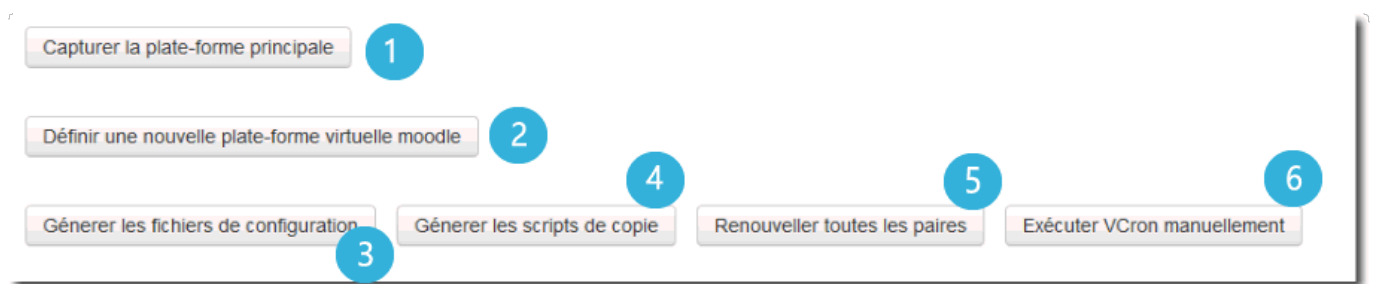 Capturer la plate-forme principale 1
Définir une nouvelle plate-forme virtuelle moodle 2
4 5 6
Génerer les fichiers de configuration Génerer les scripts de copie Renouveller toutes les paires Exécuter VCron manuellement
3